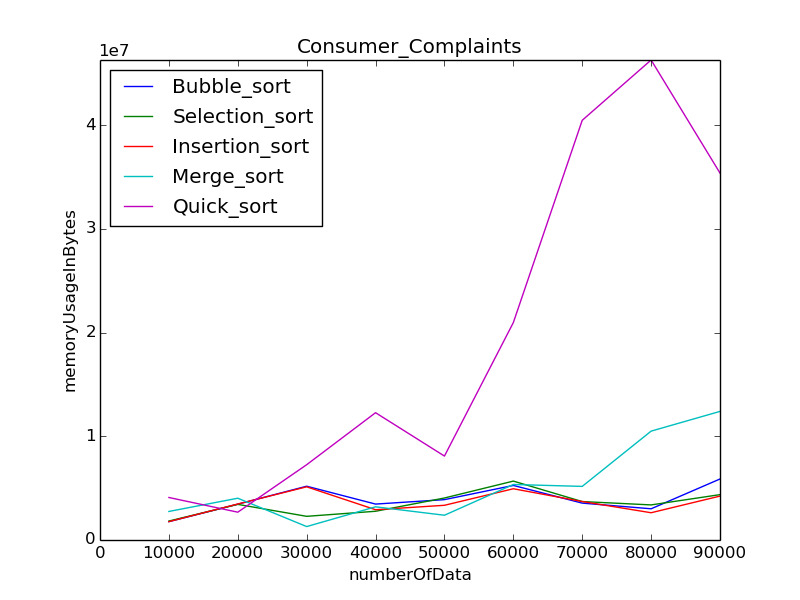 Consumer_Complaints
1e7
Bubble_sort
Selection_sort
Insertion_sort
Merge_sort
Quick_sort
memoryUsageInBytes
4
3
2
1
0
0 10000 20000 30000 40000 50000 60000 70000 80000 90000
numberOfData